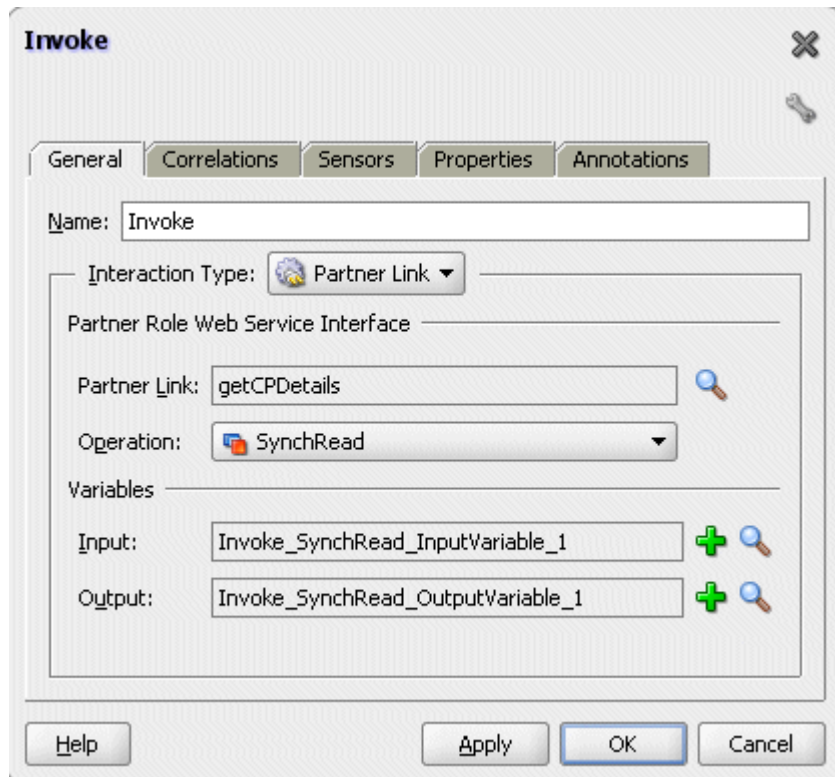 Invoke
General Correlations Sensors Properties Annotations
Name: Invoke
Interaction Type: Partner Link
Partner Role Web Service Interface
Partner Link: getCPDetails
Operation: SynchRead
Variables
Input: Invoke_SynchRead_InputVariable_1
Output: Invoke_SynchRead_OutputVariable_1
Help Apply OK Cancel